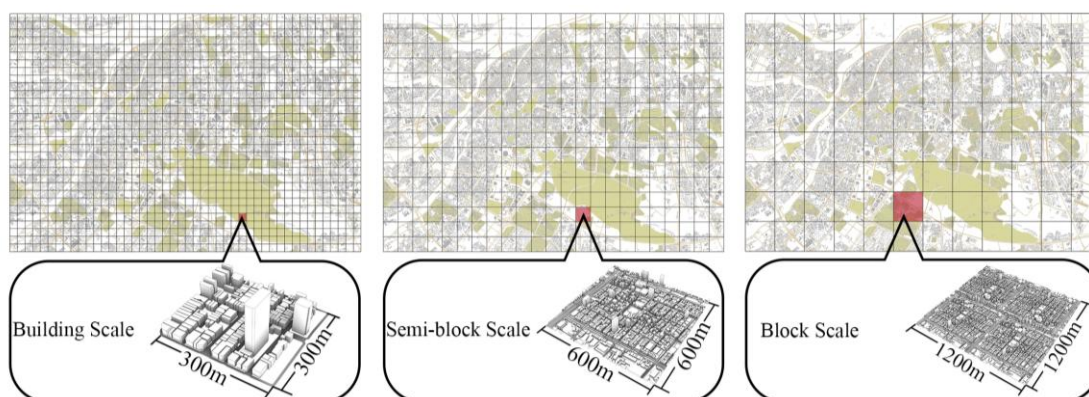 Building Scale
300m
300m
Semi-block Scale
600m
600m
Block Scale
1200m
1200m